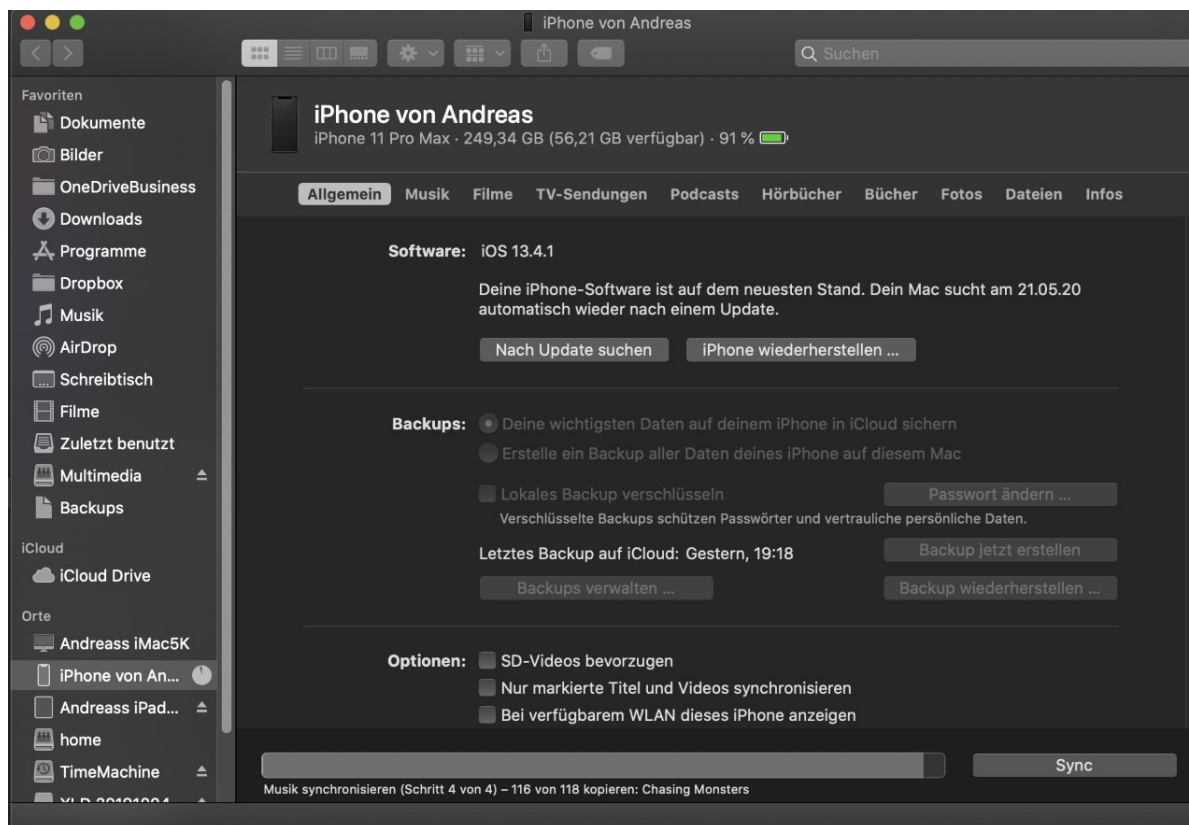 iPhone von Andreas
Suchen
Favoriten
Dokumente
Bilder
OneDriveBusiness
Downloads
Programme
Dropbox
Musik
AirDrop
Schreibtisch
Filme
Zuletzt benutzt
Multimedia
Backups
iCloud
iCloud Drive
Orte
Andreass iMac5K
iPhone von An...
Andreass iPad...
home
TimeMachine
iPhone von Andreas
iPhone 11 Pro Max · 249,34 GB (56,21 GB verfügbar) · 91 %
Allgemein Musik Filme TV-Sendungen Podcasts Hörbücher Bücher Fotos Dateien Infos
Software: iOS 13.4.1
Deine iPhone-Software ist auf dem neuesten Stand. Dein Mac sucht am 21.05.20
automatisch wieder nach einem Update.
Nach Update suchen iPhone wiederherstellen ...
Backups: Deine wichtigsten Daten auf deinem iPhone in iCloud sichern
Erstelle ein Backup aller Daten deines iPhone auf diesem Mac
Lokales Backup verschlüsseln Passwort ändern ...
Verschlüsselte Backups schützen Passwörter und vertrauliche persönliche Daten.
Letztes Backup auf iCloud: Gestern, 19:18 Backup jetzt erstellen
Backups verwalten ... Backup wiederherstellen ...
Optionen: SD-Videos bevorzugen
Nur markierte Titel und Videos synchronisieren
Bei verfügbarem WLAN dieses iPhone anzeigen
Sync
Musik synchronisieren (Schritt 4 von 4) – 116 von 118 kopieren: Chasing Monsters